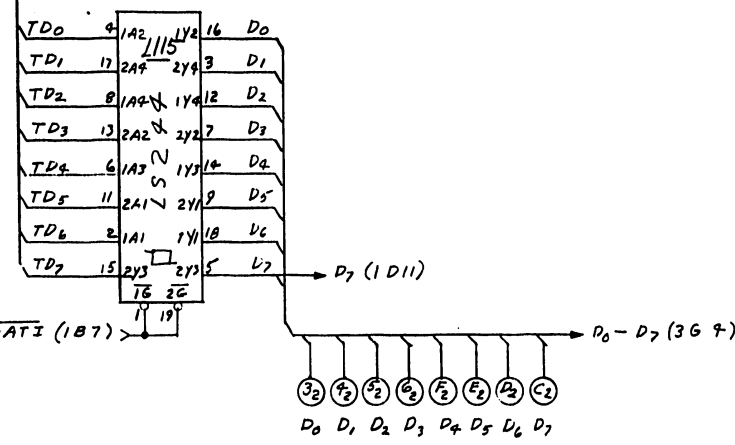 TD0 4 1A2 L115 1Y2 16 D0
TD1 17 2A4 2Y4 3 D1
TD2 8 1A4 1Y4 12 D2
TD3 13 2A2 2Y2 7 D3
TD4 6 1A3 1Y3 14 D4
TD5 11 2A1 2Y1 9 D5
TD6 2 1A1 1Y1 18 D6
TD7 15 2Y3 2Y3 5 D7
LS244
D7 (1D11)
1G 2G
1 19
ATI (1B7)
D0-D7 (3G4)
32 42 52 62 F2 E2 D2 C2
D0 D1 D2 D3 D4 D5 D6 D7